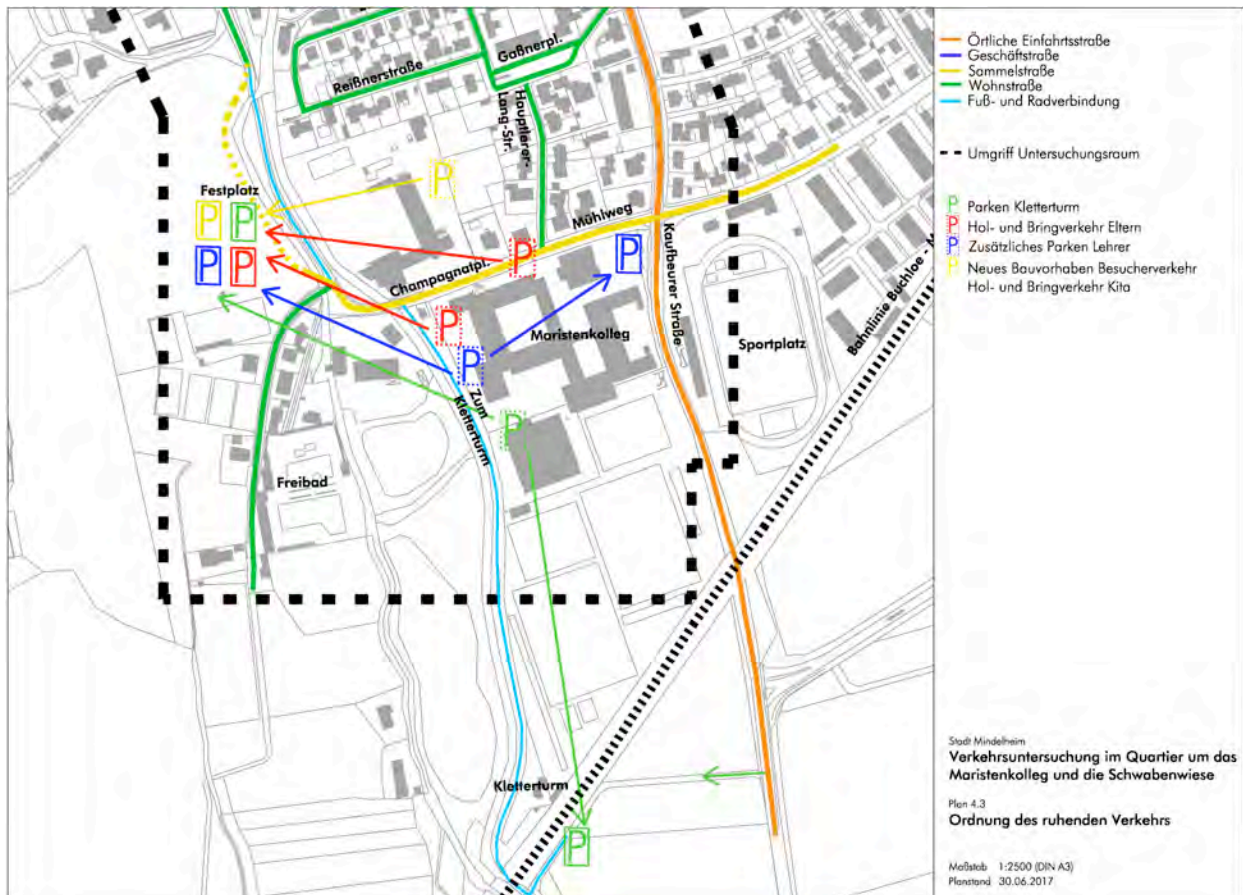 Gaßnerpl.
Reißnerstraße
Hauptlerer-
Lang-Str.
Festplatz
P
P
P
P
P
Mühlweg
Champagnatpl.
P
P
Kaufbeurer Straße
P
Maristenkolleg
Sportplatz
Bahnlinie Buchloe - M
P
Zum
Kletterturm
P
Freibad
Kletterturm
P
Örtliche Einfahrtsstraße
Geschäftstraße
Sammelstraße
Wohnstraße
Fuß- und Radverbindung
Umgriff Untersuchungsraum
P Parken Kletterturm
P Hol- und Bringverkehr Eltern
P Zusätzliches Parken Lehrer
P Neues Bauvorhaben Besucherverkehr
Hol- und Bringverkehr Kita
Stadt Mindelheim
Verkehrsuntersuchung im Quartier um das
Maristenkolleg und die Schwabenwiese
Plan 4.3
Ordnung des ruhenden Verkehrs
Maßstab 1:2500 (DIN A3)
Planstand 30.06.2017